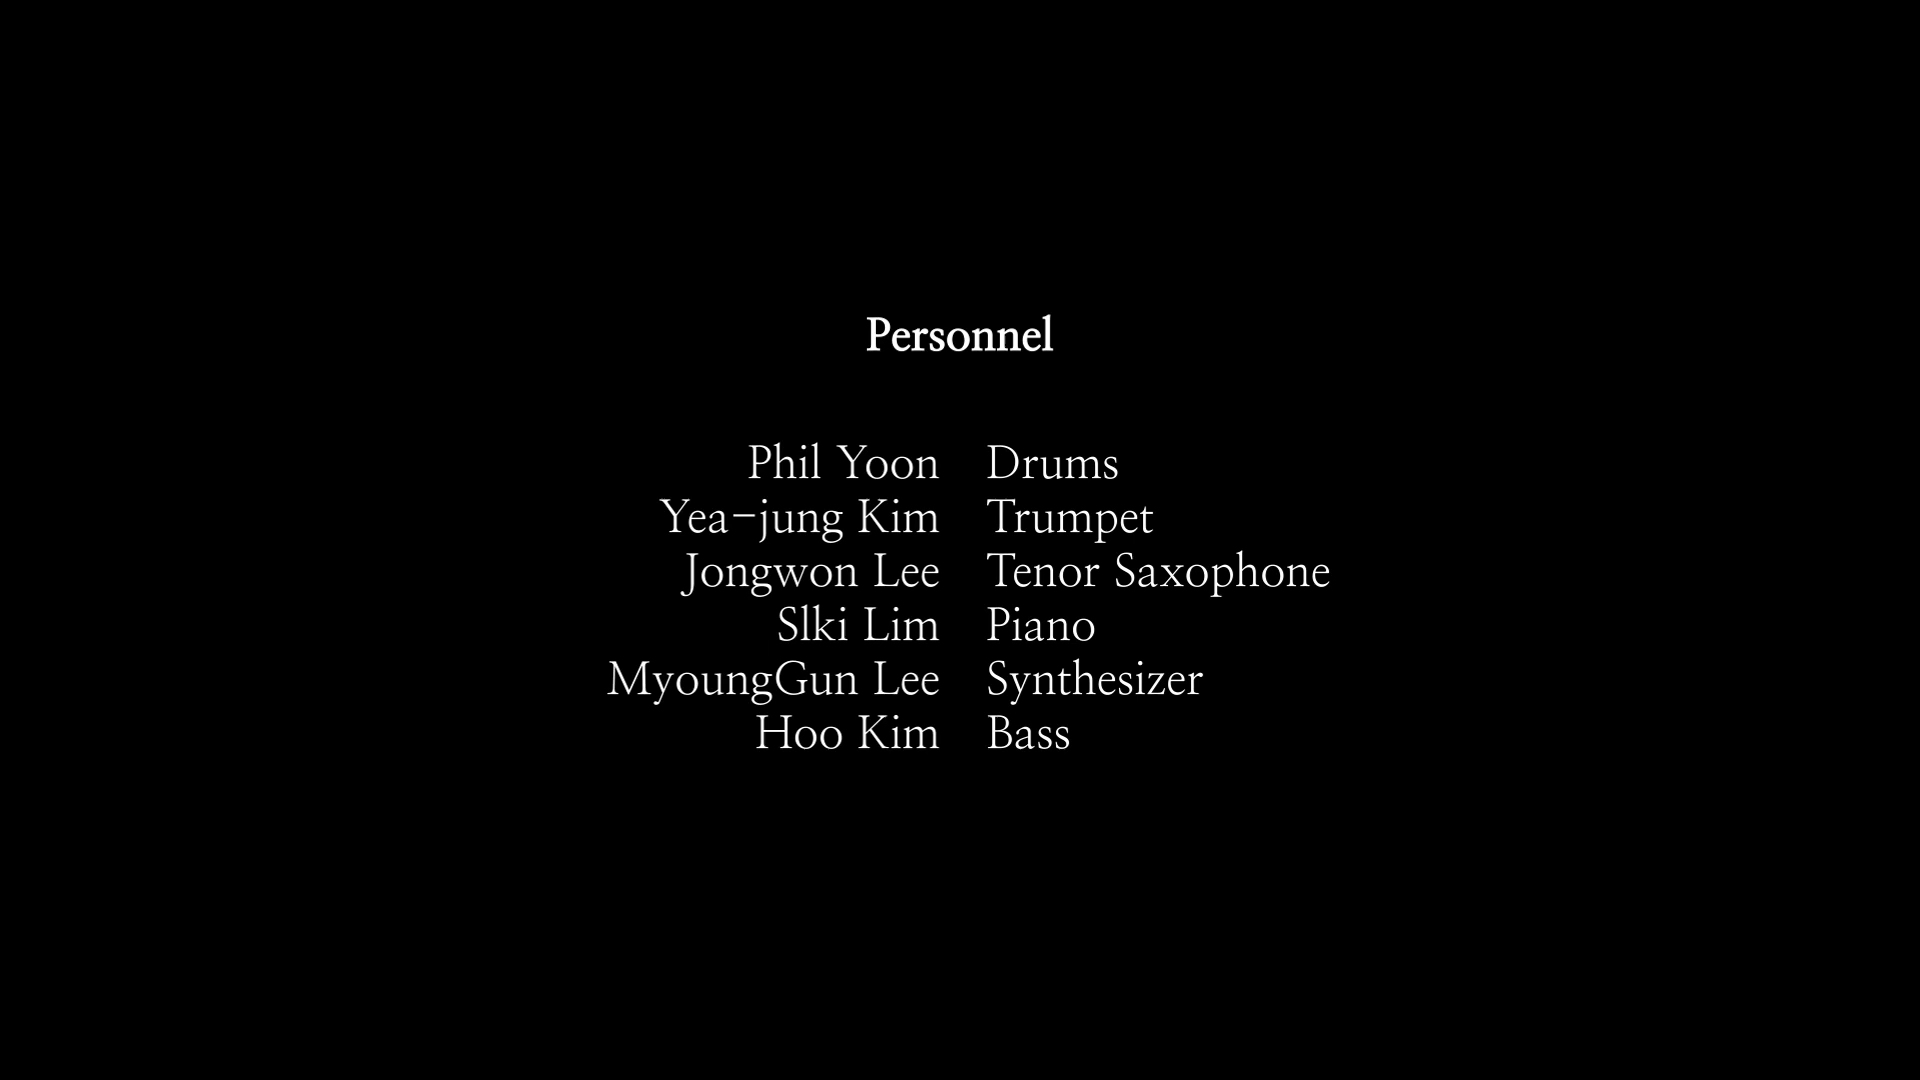 Personnel
Phil Yoon Drums
Yea-jung Kim Trumpet
Jongwon Lee Tenor Saxophone
Slki Lim Piano
MyoungGun Lee Synthesizer
Hoo Kim Bass